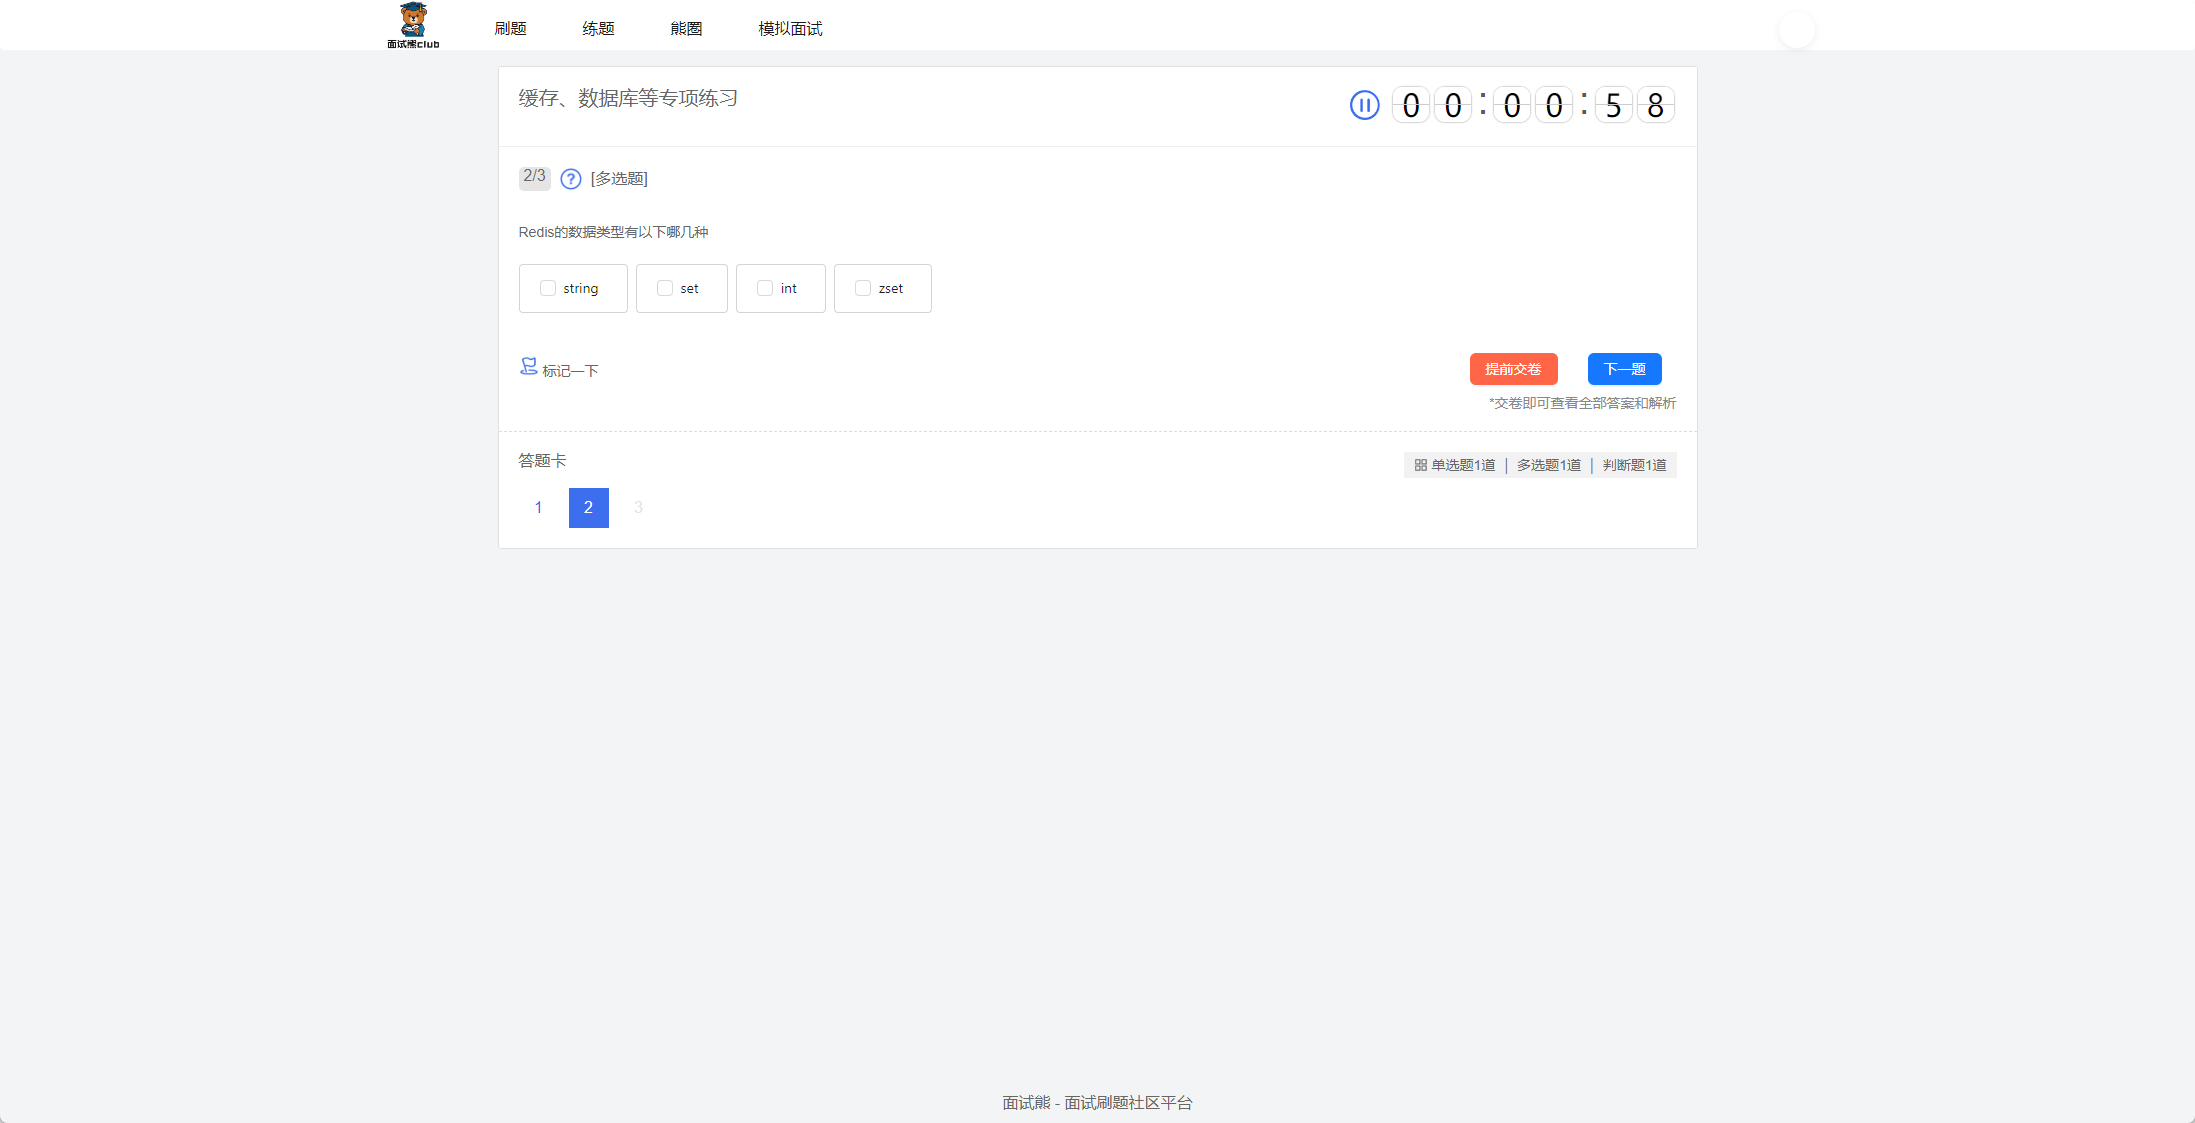 面试熊club
刷题 练题 熊圈 模拟面试
缓存、数据库等专项练习
00:00:58
2/3 ? [多选题]
Redis的数据类型有以下哪几种
string set int zset
标记一下
提前交卷 下一题
*交卷即可查看全部答案和解析
答题卡
单选题1道 | 多选题1道 | 判断题1道
1 2 3
面试熊 - 面试刷题社区平台